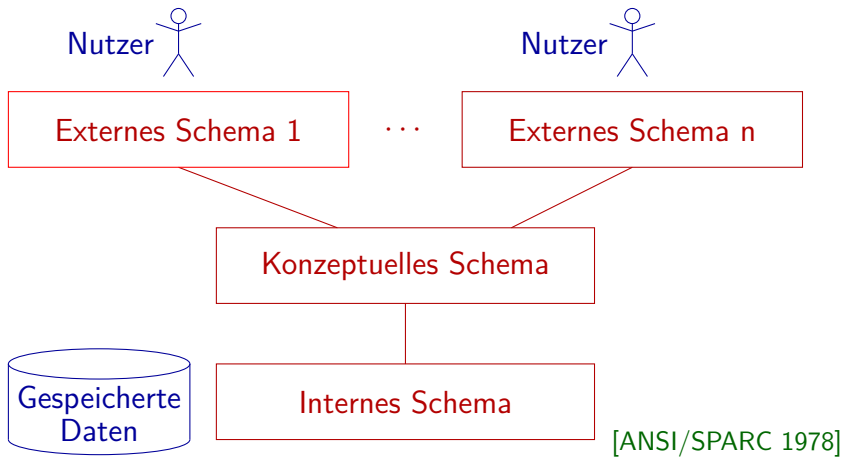 Nutzer
Nutzer
Externes Schema 1
· · ·
Externes Schema n
Konzeptuelles Schema
Gespeicherte
Daten
Internes Schema
[ANSI/SPARC 1978]